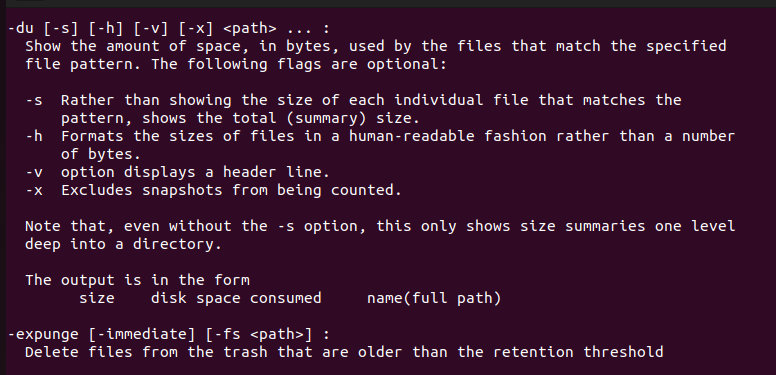 -du [-s] [-h] [-v] [-x] <path> ... :
Show the amount of space, in bytes, used by the files that match the specified
file pattern. The following flags are optional:
-s  Rather than showing the size of each individual file that matches the
pattern, shows the total (summary) size.
-h  Formats the sizes of files in a human-readable fashion rather than a number
of bytes.
-v  option displays a header line.
-x  Excludes snapshots from being counted.
Note that, even without the -s option, this only shows size summaries one level
deep into a directory.
The output is in the form
size    disk space consumed     name(full path)
-expunge [-immediate] [-fs <path>] :
Delete files from the trash that are older than the retention threshold